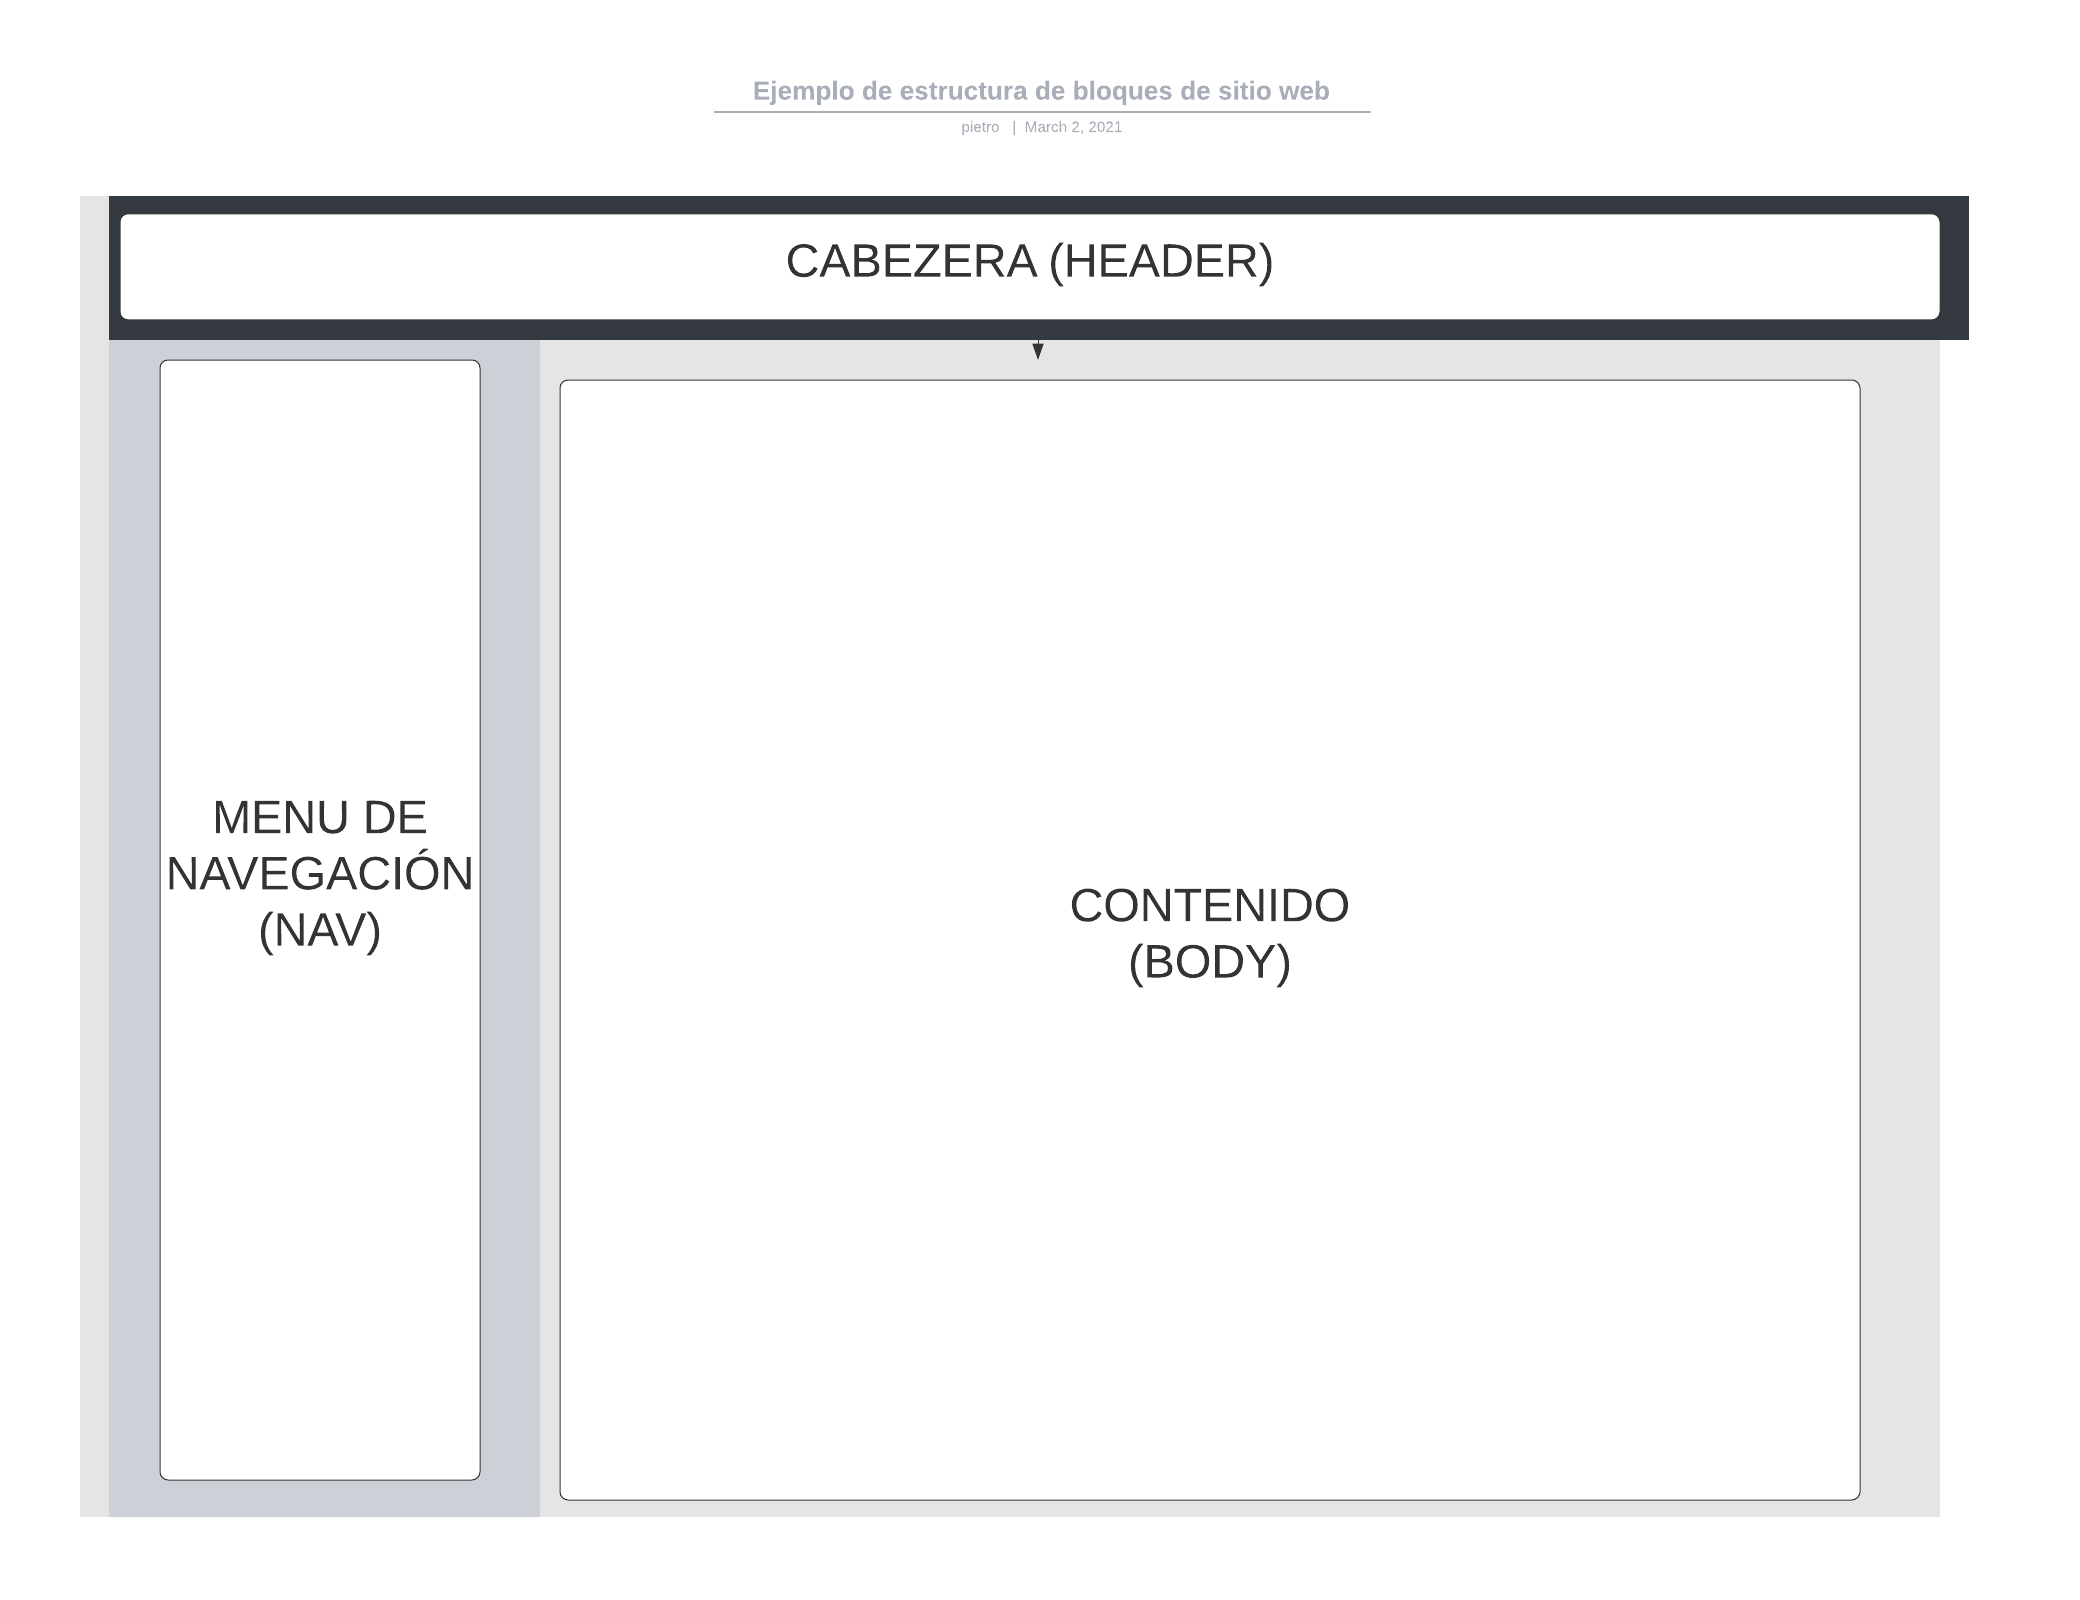 Ejemplo de estructura de bloques de sitio web
pietro | March 2, 2021
CABEZERA (HEADER)
MENU DE
NAVEGACIÓN
(NAV)
CONTENIDO
(BODY)